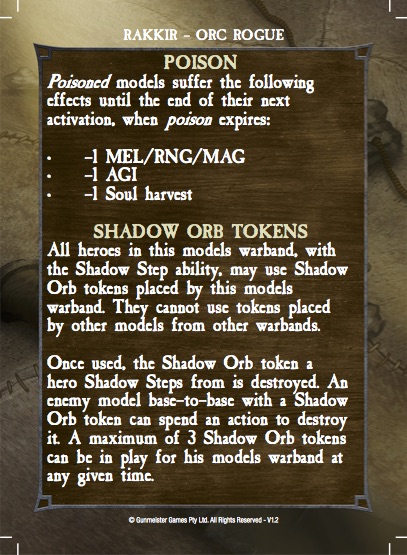 RAKKIR - ORC ROGUE
POISON
Poisoned models suffer the following
effects until the end of their next
activation, when poison expires:
• -1 MEL/RNG/MAG
• -1 AGI
• -1 Soul harvest
SHADOW ORB TOKENS
All heroes in this models warband, with
the Shadow Step ability, may use Shadow
Orb tokens placed by this models
warband. They cannot use tokens placed
by other models from other warbands.
Once used, the Shadow Orb token a
hero Shadow Steps from is destroyed. An
enemy model base-to-base with a Shadow
Orb token can spend an action to destroy
it. A maximum of 3 Shadow Orb tokens
can be in play for his models warband at
any given time.
© Gunmeister Games Pty Ltd. All Rights Reserved - V1.2